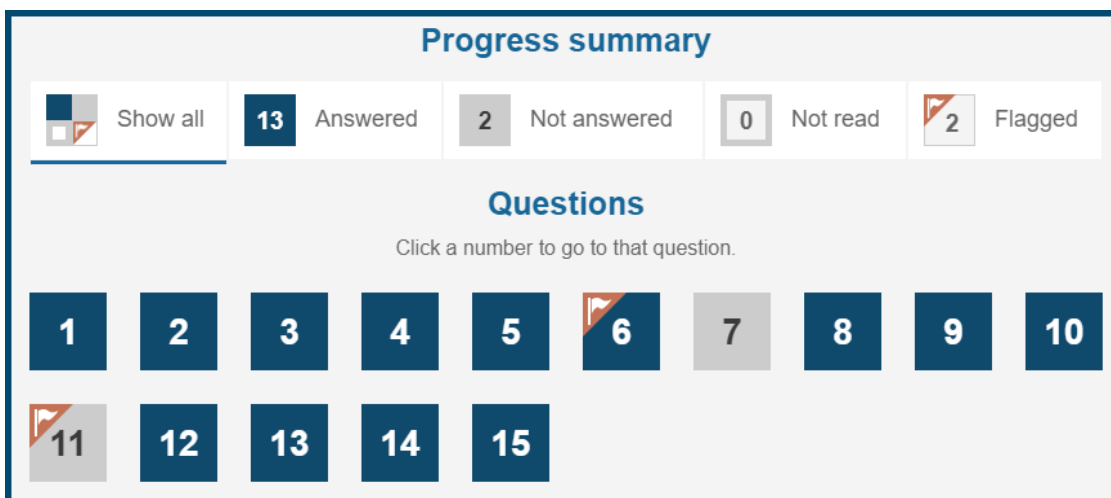 Progress summary
Show all 13 Answered 2 Not answered 0 Not read 2 Flagged
Questions
Click a number to go to that question.
1 2 3 4 5 6 7 8 9 10
11 12 13 14 15